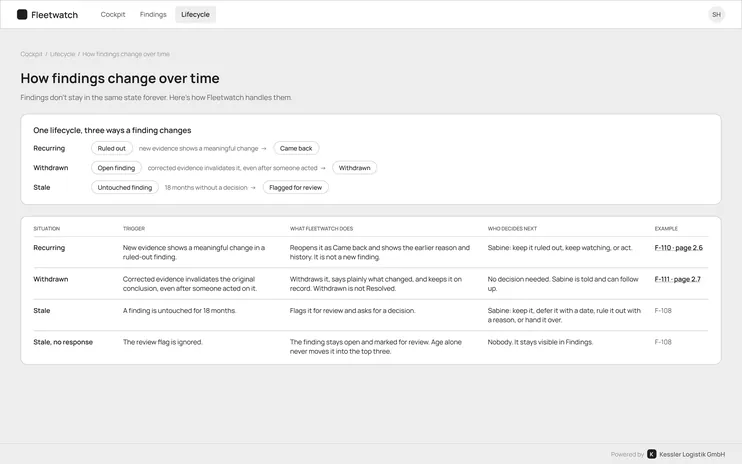 Fleetwatch Cockpit Findings Lifecycle SH
Cockpit / Lifecycle / How findings change over time
How findings change over time
Findings don't stay in the same state forever. Here's how Fleetwatch handles them.
One lifecycle, three ways a finding changes
Recurring Ruled out new evidence shows a meaningful change → Came back
Withdrawn Open finding corrected evidence invalidates it, even after someone acted on → Withdrawn
Stale Untouched finding 18 months without a decision → Flagged for review
SITUATION TRIGGER WHAT FLEETWATCH DOES WHO DECIDES NEXT EXAMPLE
Recurring New evidence shows a meaningful change in a Reopens it as Came back and shows the earlier reason and Sabine: keep it ruled out, keep watching, or act. F-110 · page 2.6
ruled-out finding. history. It is not a new finding.
Withdrawn Corrected evidence invalidates the original Withdraws it, says plainly what changed, and keeps it on No decision needed. Sabine is told and can follow F-111 · page 2.7
conclusion, even after someone acted on it. record. Withdrawn is not Resolved. up.
Stale A finding is untouched for 18 months. Flags it for review and asks for a decision. Sabine: keep it, defer it with a date, rule it out with F-108
a reason, or hand it over.
Stale, no response The review flag is ignored. The finding stays open and marked for review. Age alone Nobody. It stays visible in Findings. F-108
never moves it into the top three.
Powered by K Kessler Logistik GmbH